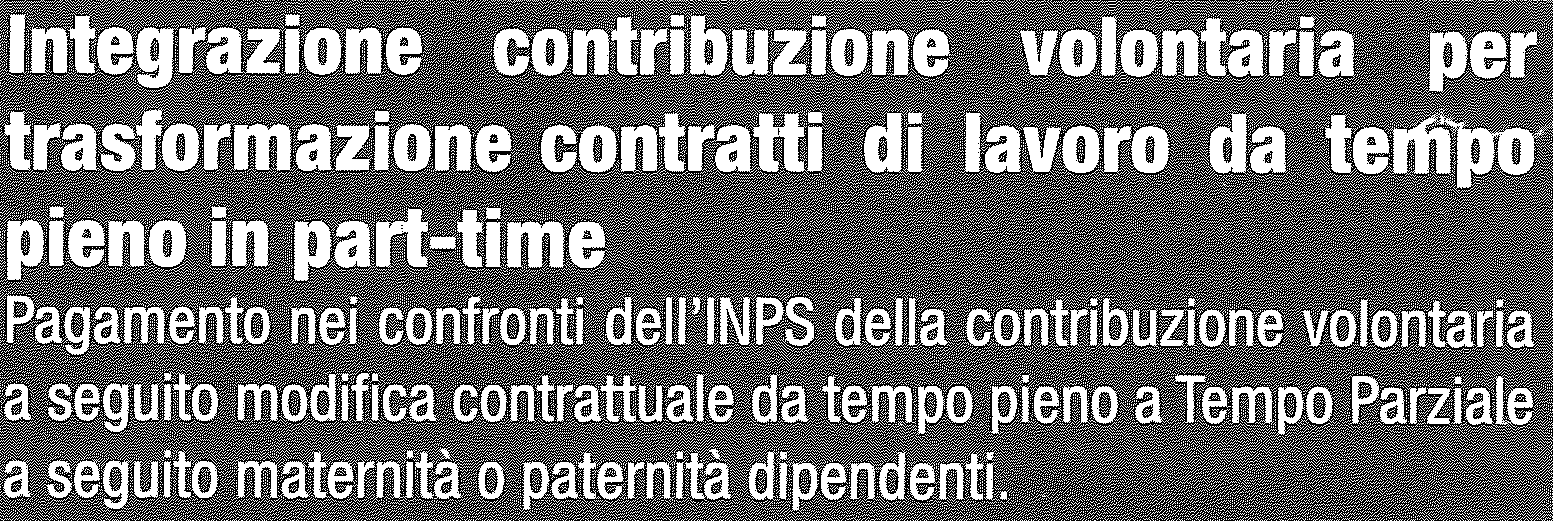 Integrazione contribuzione volontaria per
trasformazione contratti di lavoro da tempo
pieno in part-time
Pagamento nei confronti dell'INPS della contribuzione volontaria
a seguito modifica contrattuale da tempo pieno a Tempo Parziale
a seguito maternità o paternità dipendenti.